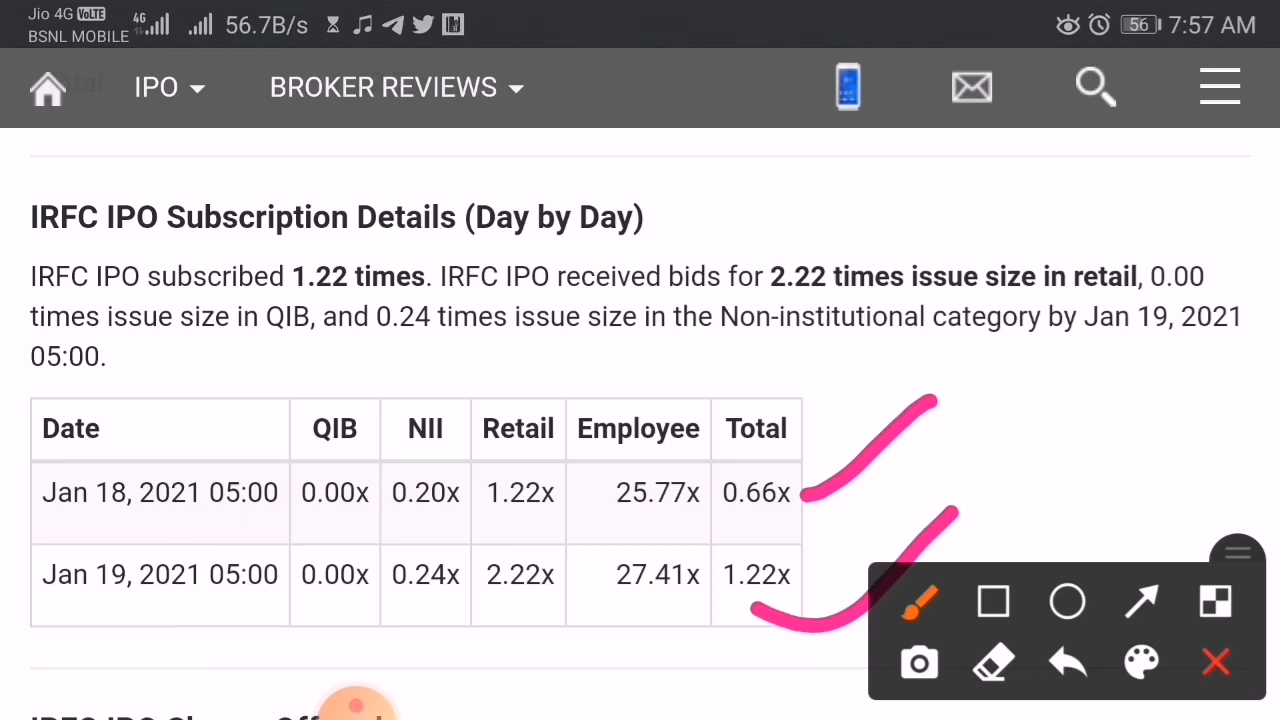 Jio 4G VoLTE
BSNL MOBILE
4G
56.7B/s
56
7:57 AM
IPO
BROKER REVIEWS
IRFC IPO Subscription Details (Day by Day)
IRFC IPO subscribed 1.22 times. IRFC IPO received bids for 2.22 times issue size in retail, 0.00
times issue size in QIB, and 0.24 times issue size in the Non-institutional category by Jan 19, 2021
05:00.
Date QIB NII Retail Employee Total
Jan 18, 2021 05:00 0.00x 0.20x 1.22x 25.77x 0.66x
Jan 19, 2021 05:00 0.00x 0.24x 2.22x 27.41x 1.22x